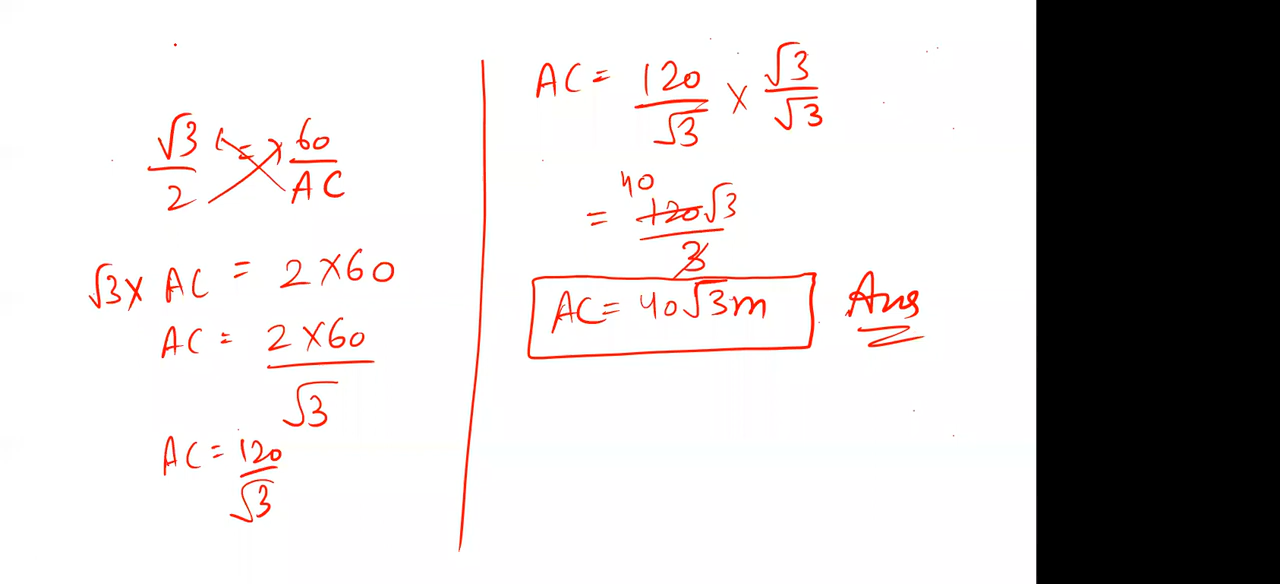 √3/2 = 60/AC
√3 × AC = 2×60
AC = 2×60/√3
AC = 120/√3
AC = 120/√3 × √3/√3
= 40 120√3/3
AC = 40√3m Ans